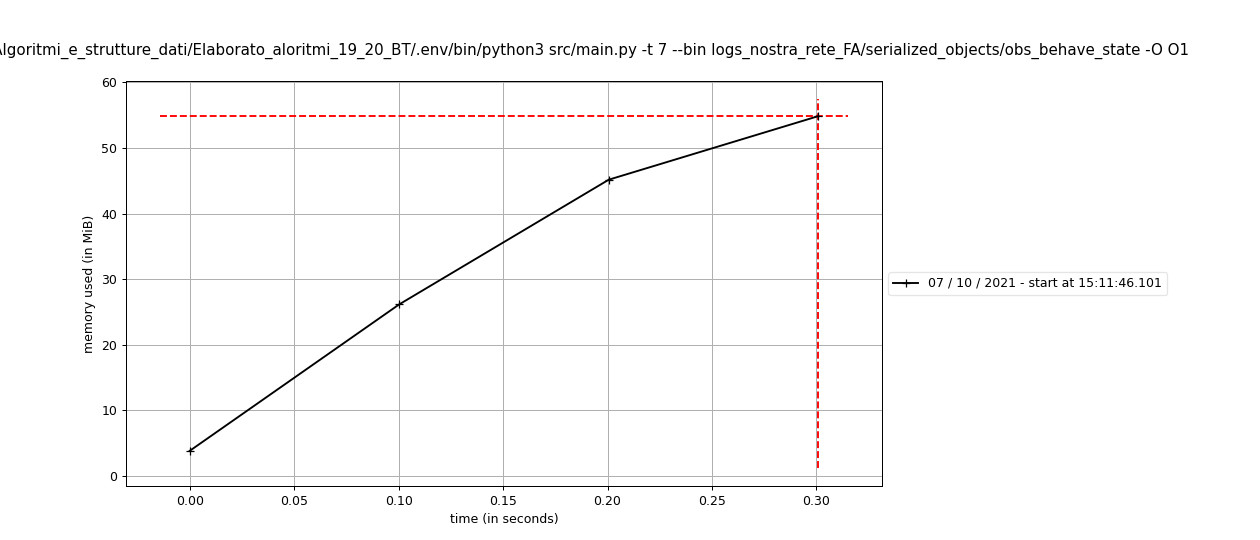 lgoritmi_e_strutture_dati/Elaborato_aloritmi_19_20_BT/.env/bin/python3 src/main.py -t 7 --bin logs_nostra_rete_FA/serialized_objects/obs_behave_state -O O1
60
50
40
30
20
10
0
memory used (in MiB)
07 / 10 / 2021 - start at 15:11:46.101
0.00 0.05 0.10 0.15 0.20 0.25 0.30
time (in seconds)